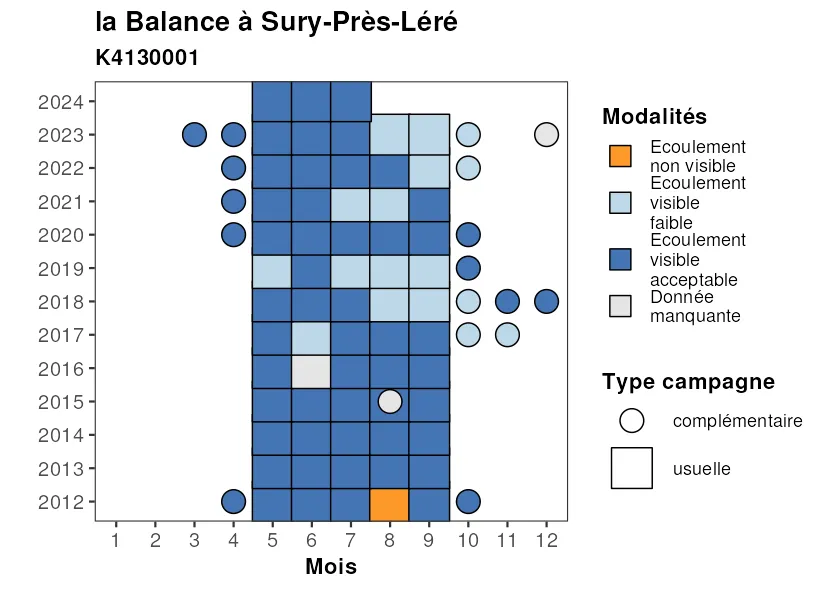 la Balance à Sury-Près-Léré
K4130001
2024
2023
2022
2021
2020
2019
2018
2017
2016
2015
2014
2013
2012
1 2 3 4 5 6 7 8 9 10 11 12
Mois
Modalités
Ecoulement
non visible
Ecoulement
visible
faible
Ecoulement
visible
acceptable
Donnée
manquante
Type campagne
complémentaire
usuelle